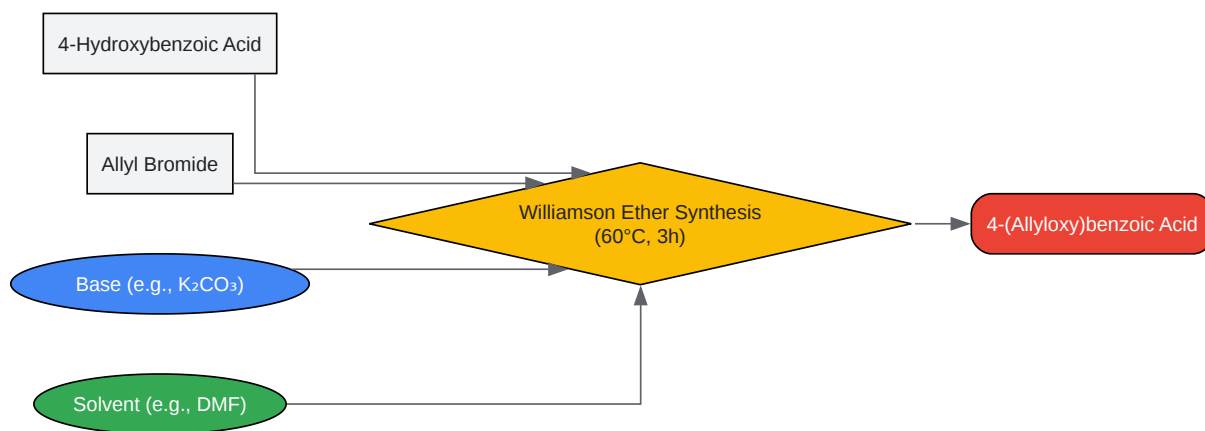 4-Hydroxybenzoic Acid
Allyl Bromide
Williamson Ether Synthesis
(60°C, 3h)
4-(Allyloxy)benzoic Acid
Base (e.g., K₂CO₃)
Solvent (e.g., DMF)